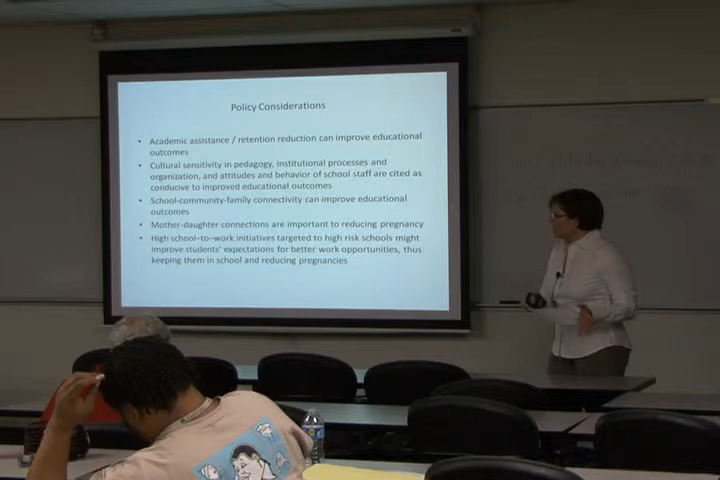 Policy Considerations
• Academic assistance / retention reduction can improve educational
outcomes
• Cultural sensitivity in pedagogy, institutional processes and
organization, and attitudes and behavior of school staff are cited as
conducive to improved educational outcomes
• School-community-family connectivity can improve educational
outcomes
• Mother-daughter connections are important to reducing pregnancy
• High school–to–work initiatives targeted to high risk schools might
improve students' expectations for better work opportunities, thus
keeping them in school and reducing pregnancies